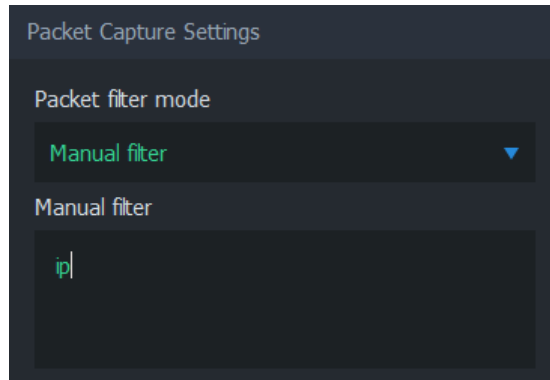 Packet Capture Settings
Packet filter mode
Manual filter
Manual filter
ip